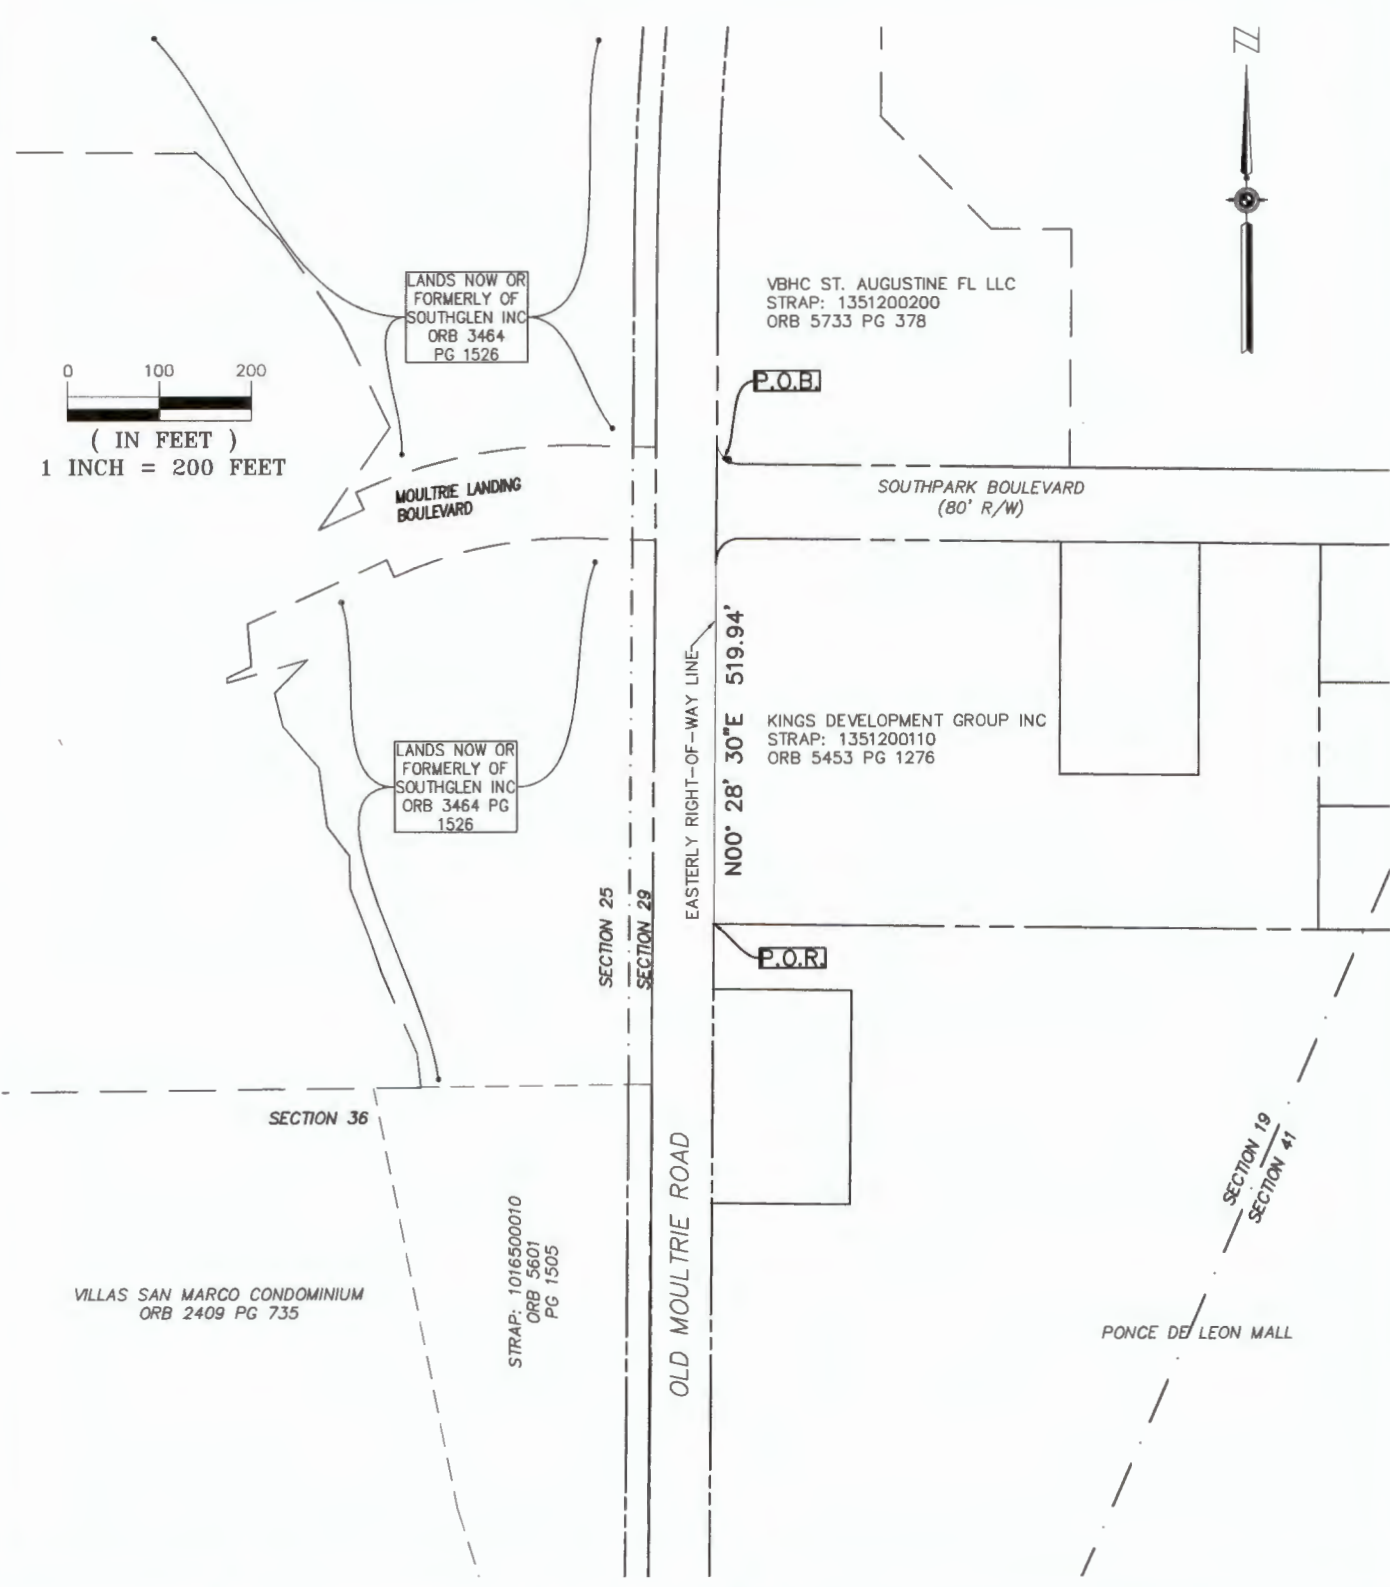 N
LANDS NOW OR
FORMERLY OF
SOUTHGLEN INC
ORB 3464
PG 1526
VBHC ST. AUGUSTINE FL LLC
STRAP: 1351200200
ORB 5733 PG 378
0 100 200
( IN FEET )
1 INCH = 200 FEET
P.O.B.
MOULTRIE LANDING
BOULEVARD
SOUTHPARK BOULEVARD
(80' R/W)
EASTERLY RIGHT-OF-WAY LINE
N00° 28' 30"E 519.94'
KINGS DEVELOPMENT GROUP INC
STRAP: 1351200110
ORB 5453 PG 1276
LANDS NOW OR
FORMERLY OF
SOUTHGLEN INC
ORB 3464 PG
1526
SECTION 25
SECTION 29
P.O.R.
SECTION 36
OLD MOULTRIE ROAD
SECTION 19
SECTION 41
STRAP: 1016500010
ORB 5601
PG 1505
VILLAS SAN MARCO CONDOMINIUM
ORB 2409 PG 735
PONCE DE LEON MALL